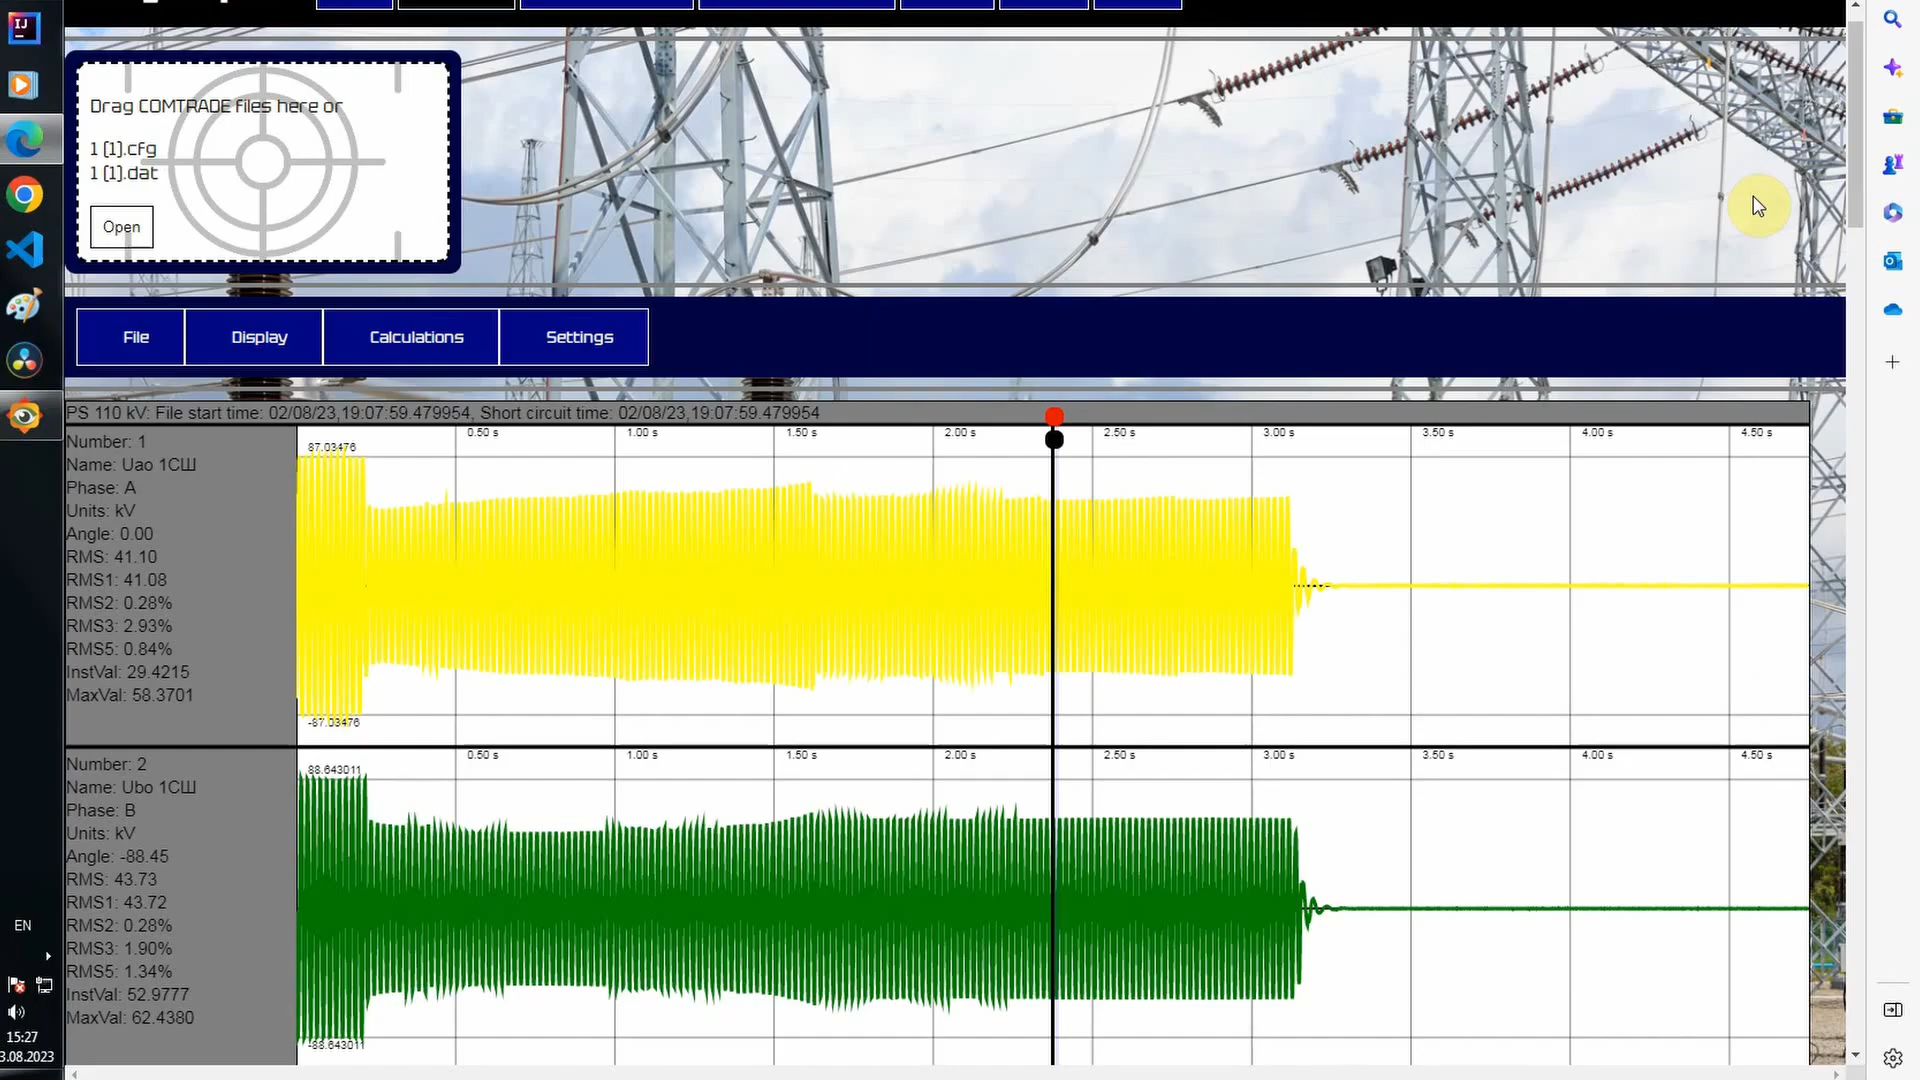 Drag COMTRADE files here or
1 (1).cfg
1 (1).dat
Open
File
Display
Calculations
Settings
PS 110 kV: File start time: 02/08/23,19:07:59.479954, Short circuit time: 02/08/23,19:07:59.479954
Number: 1
Name: Uao 1СШ
Phase: A
Units: kV
Angle: 0.00
RMS: 41.10
RMS1: 41.08
RMS2: 0.28%
RMS3: 2.93%
RMS5: 0.84%
InstVal: 29.4215
MaxVal: 58.3701
0.50 s
1.00 s
1.50 s
2.00 s
2.50 s
3.00 s
3.50 s
4.00 s
4.50 s
87.03476
-87.03476
Number: 2
Name: Ubo 1СШ
Phase: B
Units: kV
Angle: -88.45
RMS: 43.73
RMS1: 43.72
RMS2: 0.28%
RMS3: 1.90%
RMS5: 1.34%
InstVal: 52.9777
MaxVal: 62.4380
0.50 s
1.00 s
1.50 s
2.00 s
2.50 s
3.00 s
3.50 s
4.00 s
4.50 s
88.643011
-88.643011
IJ
EN
15:27
3.08.2023